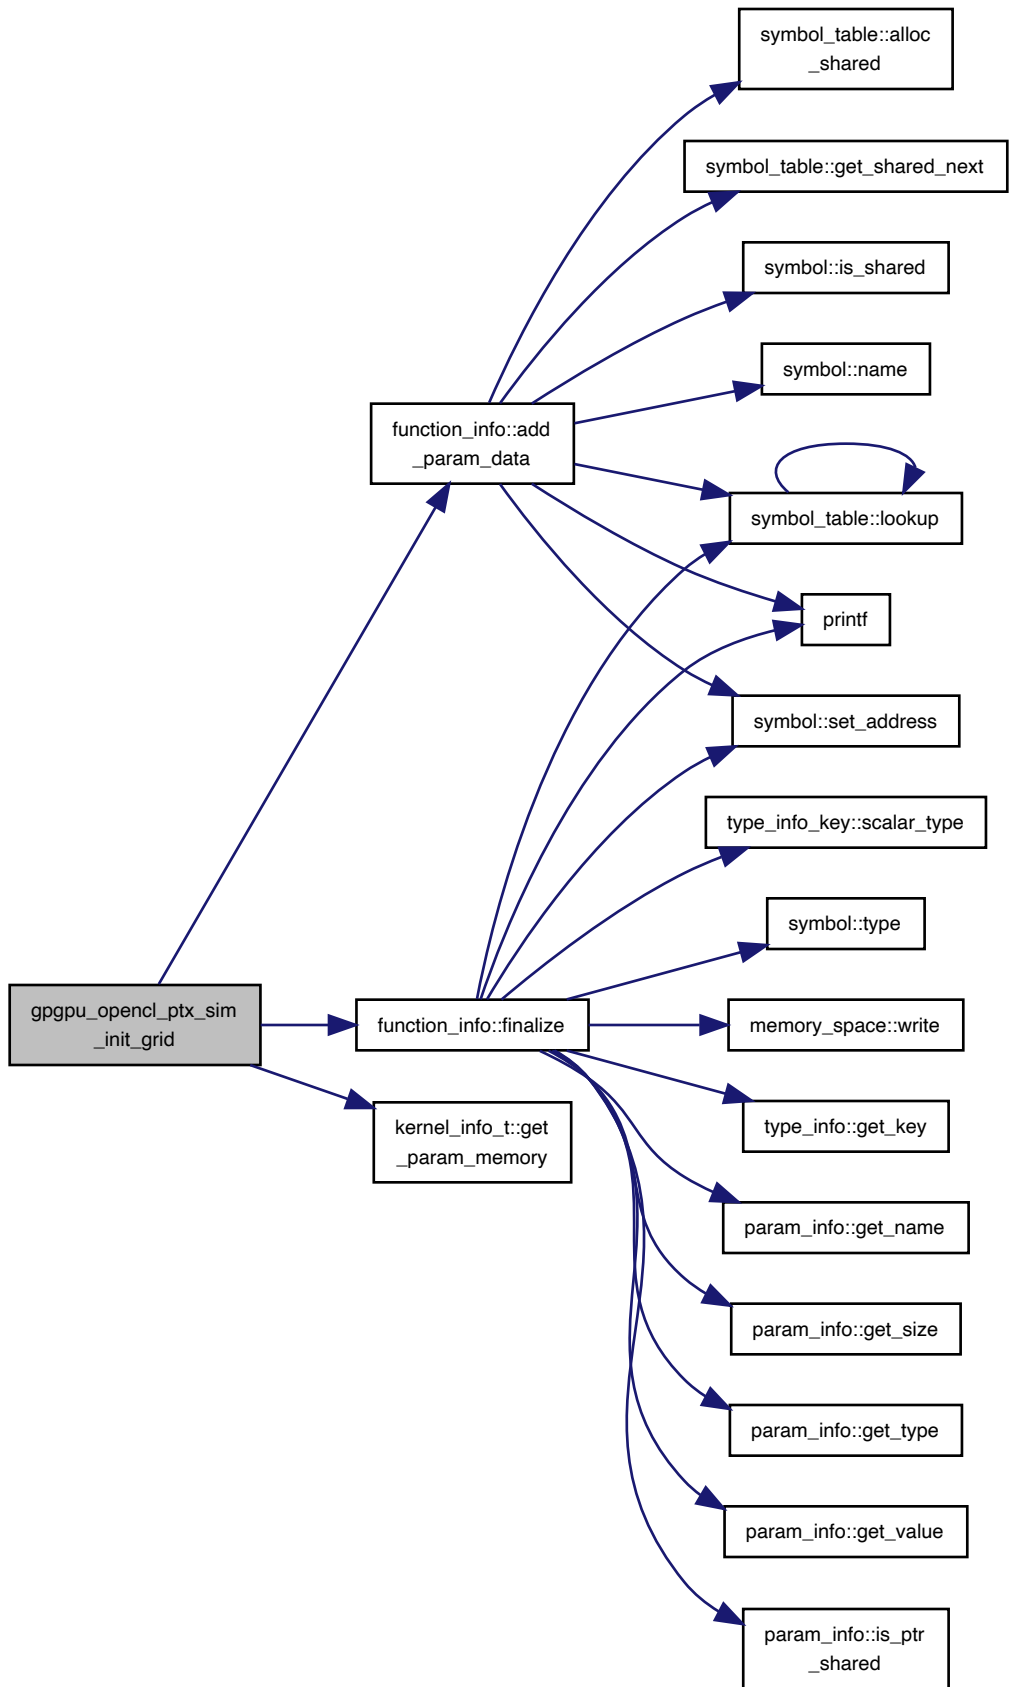 symbol_table::alloc
_shared
symbol_table::get_shared_next
symbol::is_shared
symbol::name
function_info::add
_param_data
symbol_table::lookup
printf
symbol::set_address
type_info_key::scalar_type
symbol::type
gpgpu_opencl_ptx_sim
_init_grid
function_info::finalize
memory_space::write
kernel_info_t::get
_param_memory
type_info::get_key
param_info::get_name
param_info::get_size
param_info::get_type
param_info::get_value
param_info::is_ptr
_shared